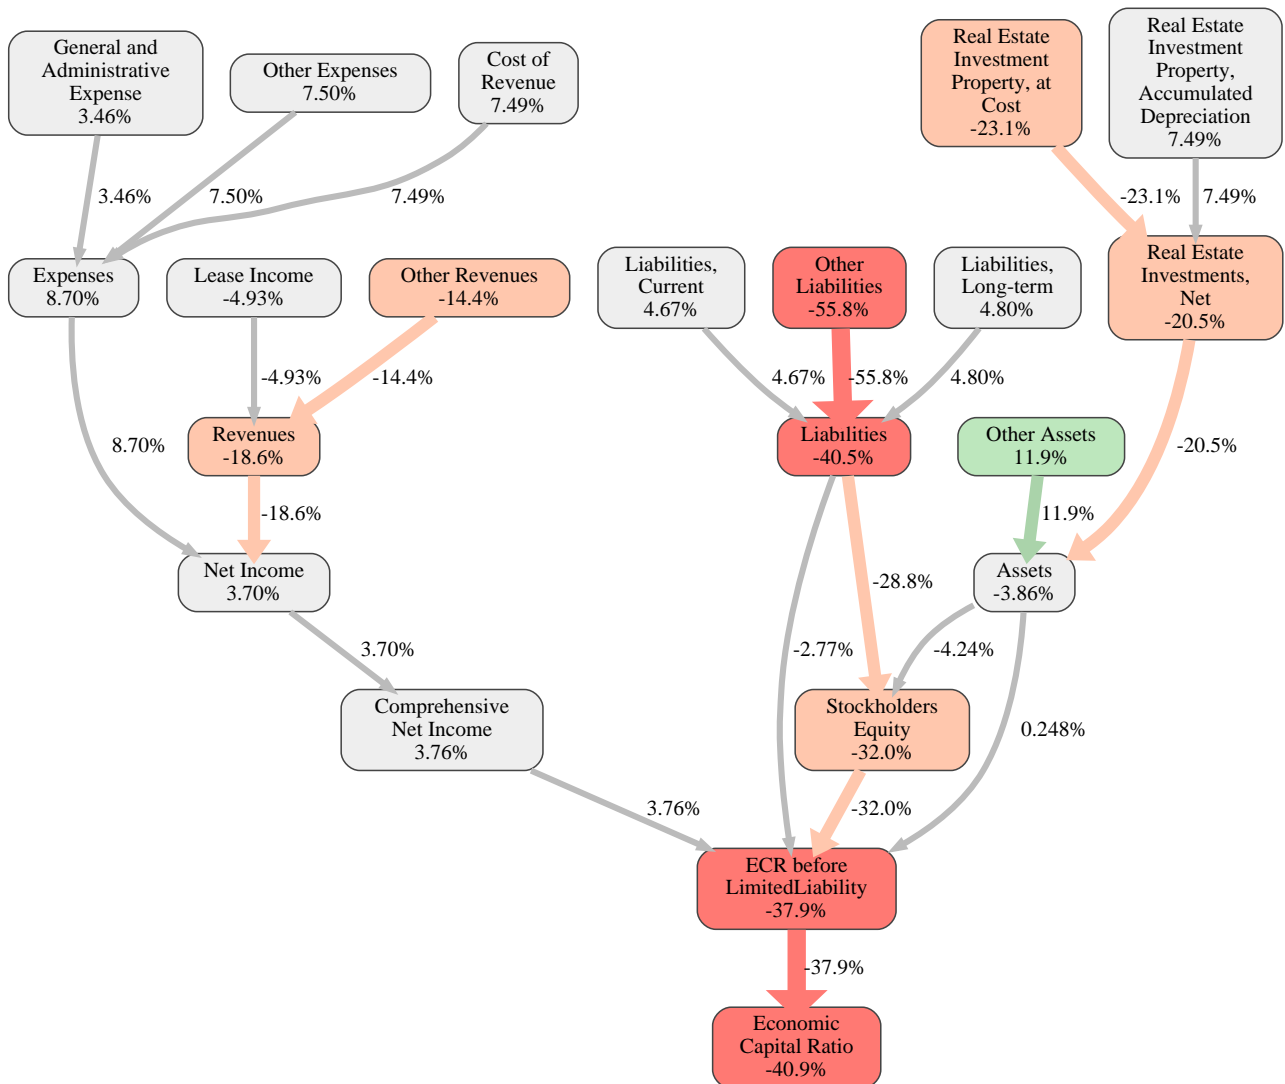 General and
Administrative
Expense
3.46%
Other Expenses
7.50%
Cost of
Revenue
7.49%
Real Estate
Investment
Property, at
Cost
-23.1%
Real Estate
Investment
Property,
Accumulated
Depreciation
7.49%
3.46%
7.50%
7.49%
-23.1%
7.49%
Expenses
8.70%
Lease Income
-4.93%
Other Revenues
-14.4%
Liabilities,
Current
4.67%
Other
Liabilities
-55.8%
Liabilities,
Long-term
4.80%
Real Estate
Investments,
Net
-20.5%
-4.93%
-14.4%
4.67%
-55.8%
4.80%
8.70%
Revenues
-18.6%
Liabilities
-40.5%
Other Assets
11.9%
-20.5%
-18.6%
11.9%
Net Income
3.70%
-28.8%
Assets
-3.86%
3.70%
-2.77%
-4.24%
Comprehensive
Net Income
3.76%
Stockholders
Equity
-32.0%
0.248%
3.76%
-32.0%
ECR before
LimitedLiability
-37.9%
-37.9%
Economic
Capital Ratio
-40.9%